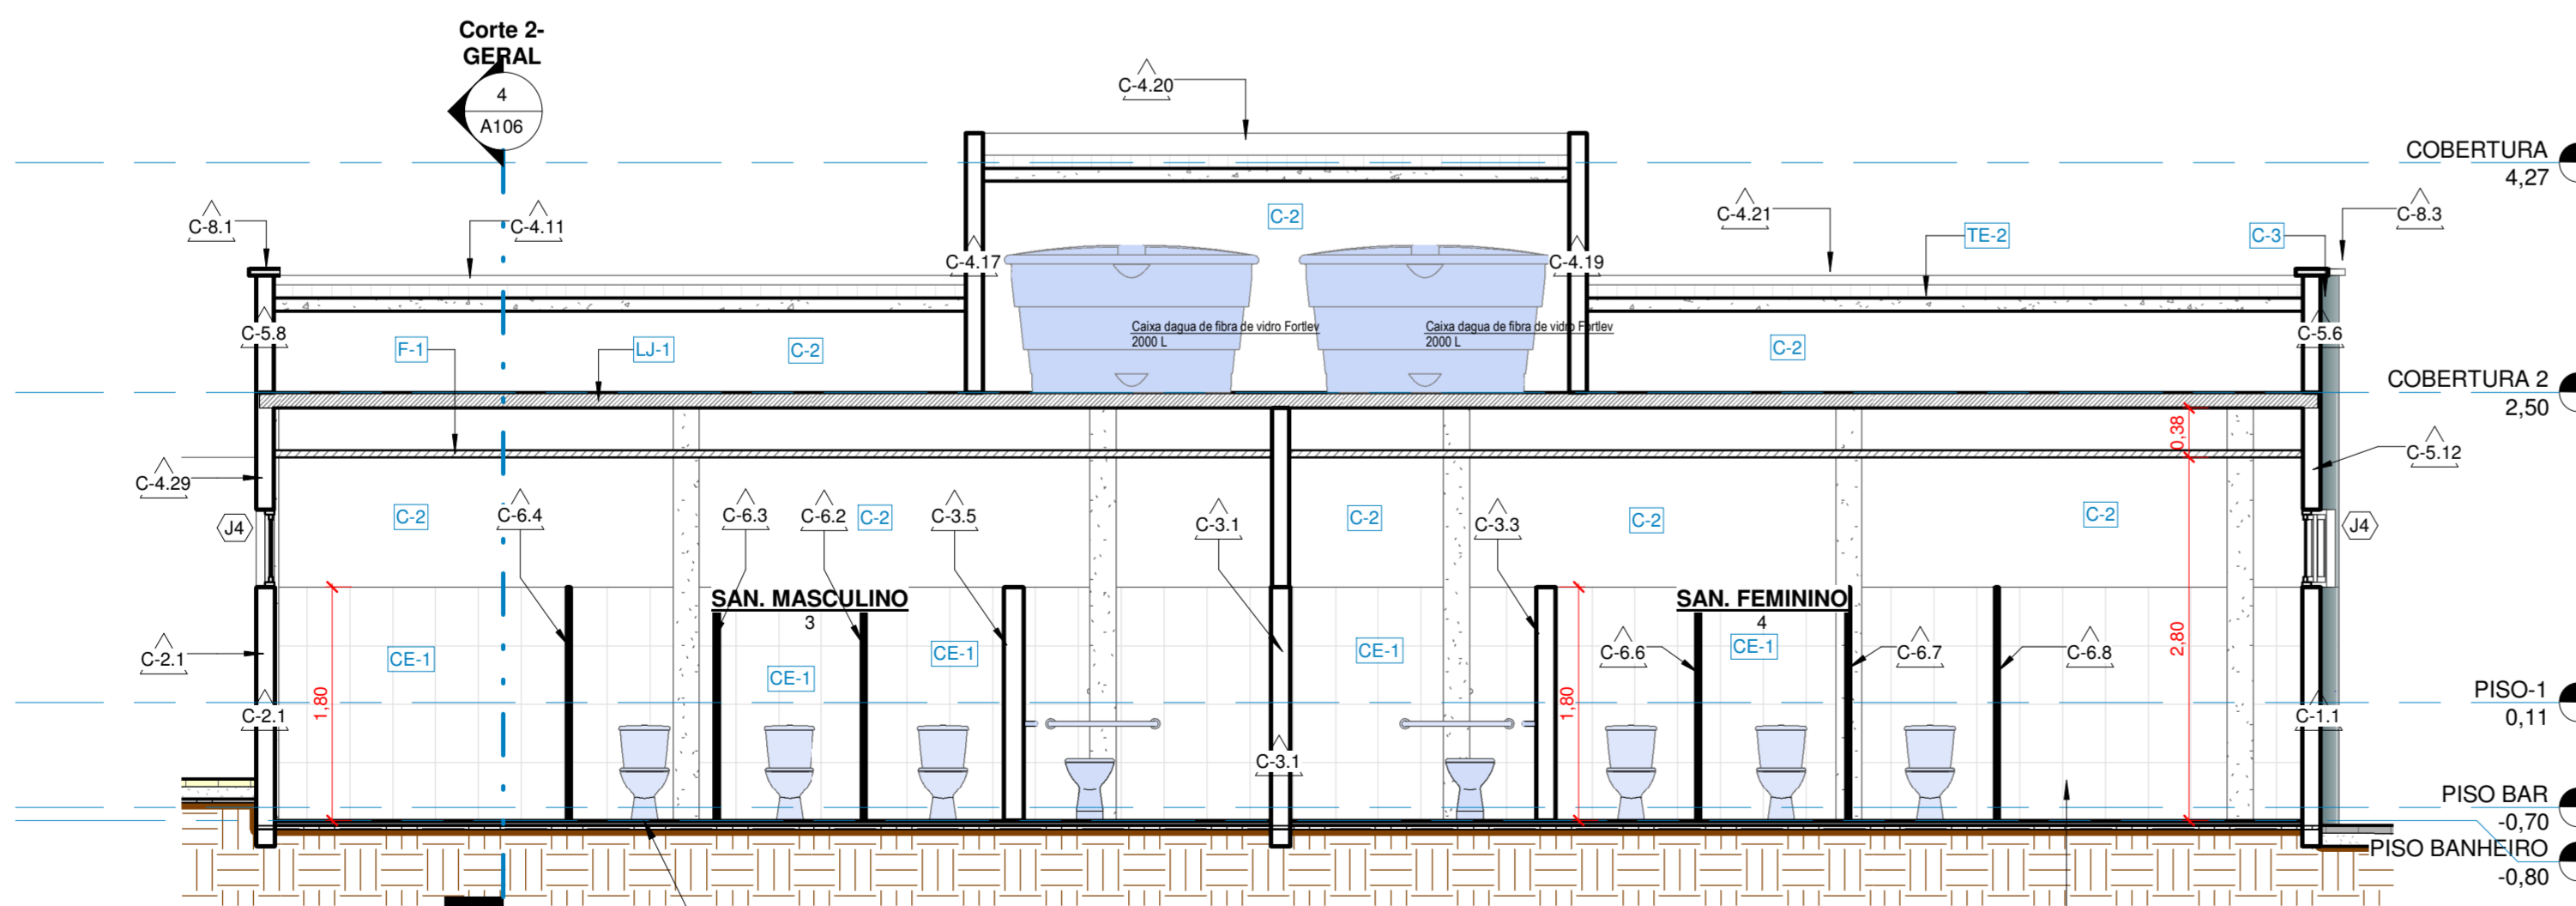 Corte 2-
GERAL
4
A106
C-4.20
COBERTURA
4,27
C-8.1
C-4.11
C-2
C-4.21
TE-2
C-3
C-8.3
C-4.17
C-4.19
C-5.8
F-1
LJ-1
C-2
Caixa dagua de fibra de vidro Fortlev
2000 L
Caixa dagua de fibra de vidro Fortlev
2000 L
C-2
C-5.6
COBERTURA 2
2,50
0,38
C-4.29
C-5.12
J4
C-2
C-6.4
C-6.3
C-6.2
C-2
C-3.5
C-3.1
C-2
C-3.3
C-2
C-2
J4
SAN. MASCULINO
3
SAN. FEMININO
4
C-2.1
CE-1
CE-1
CE-1
CE-1
C-6.6
CE-1
C-6.7
C-6.8
2,80
1,80
1,80
C-2.1
C-3.1
C-1.1
PISO-1
0,11
PISO BAR
-0,70
PISO BANHEIRO
-0,80